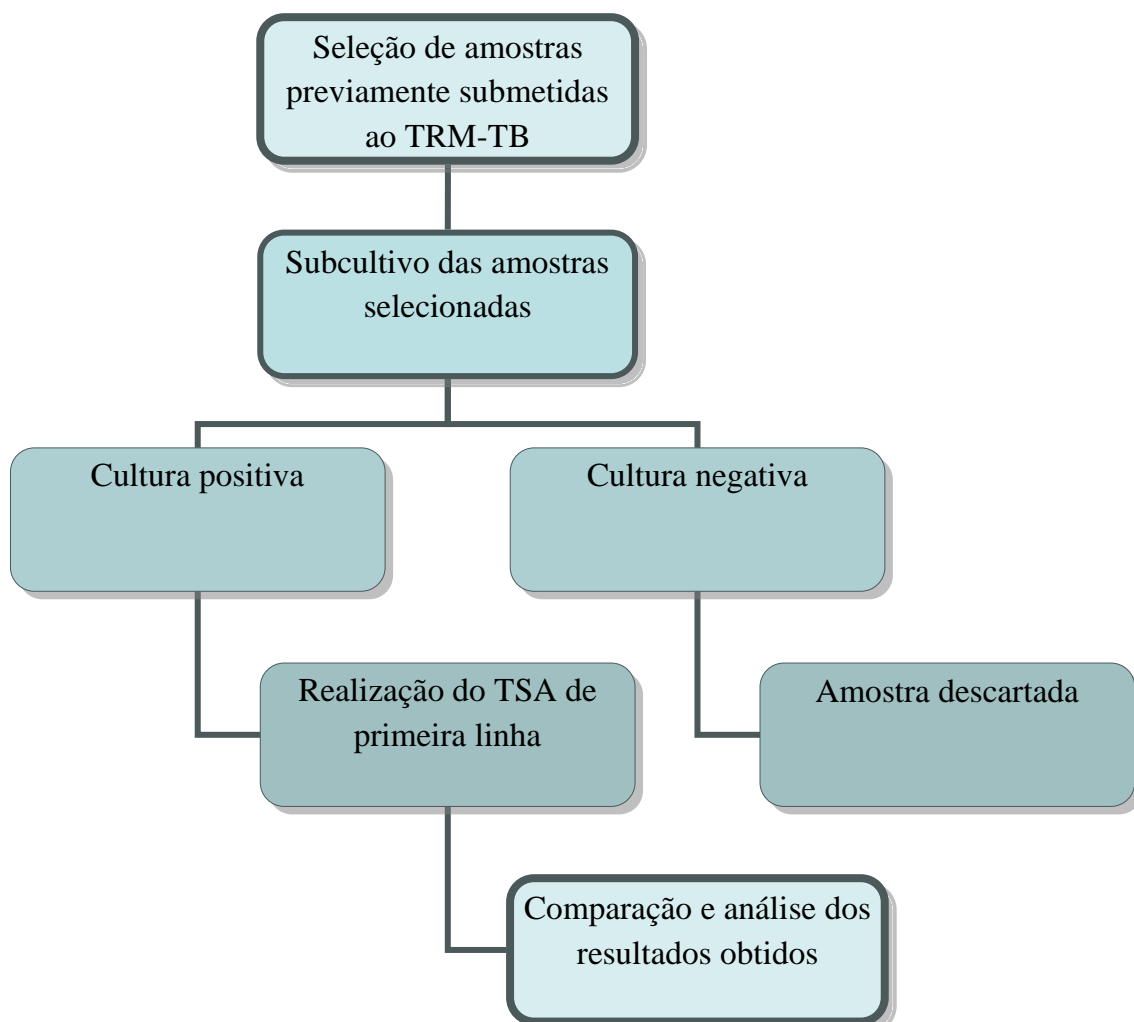 Seleção de amostras
previamente submetidas
ao TRM-TB
Subcultivo das amostras
selecionadas
Cultura positiva
Cultura negativa
Realização do TSA de
primeira linha
Amostra descartada
Comparação e análise dos
resultados obtidos